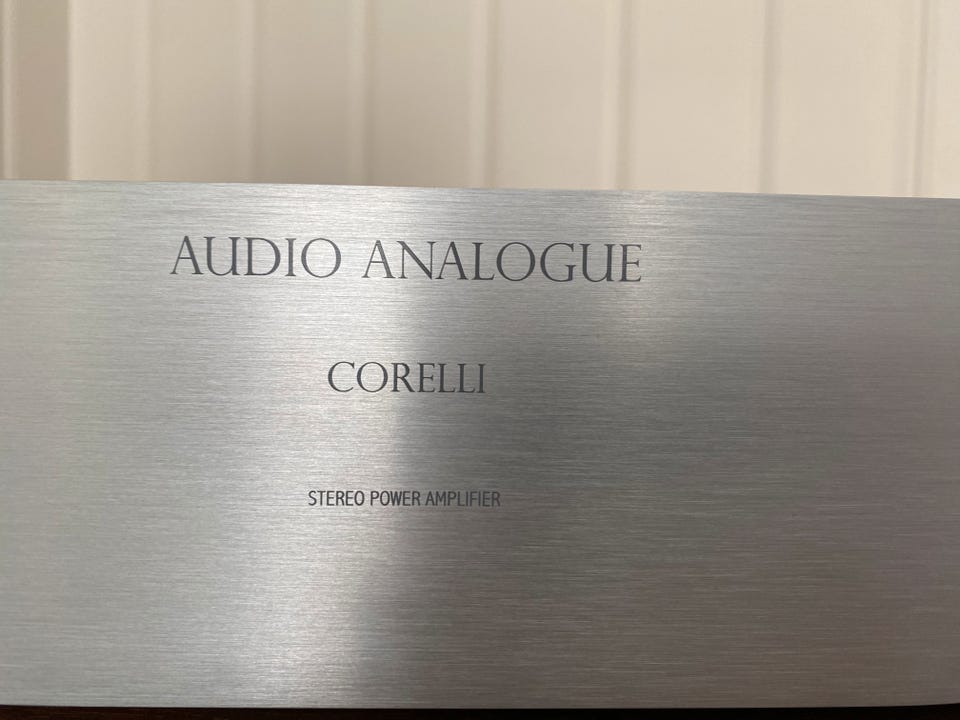 AUDIO ANALOGUE
CORELLI
STEREO POWER AMPLIFIER